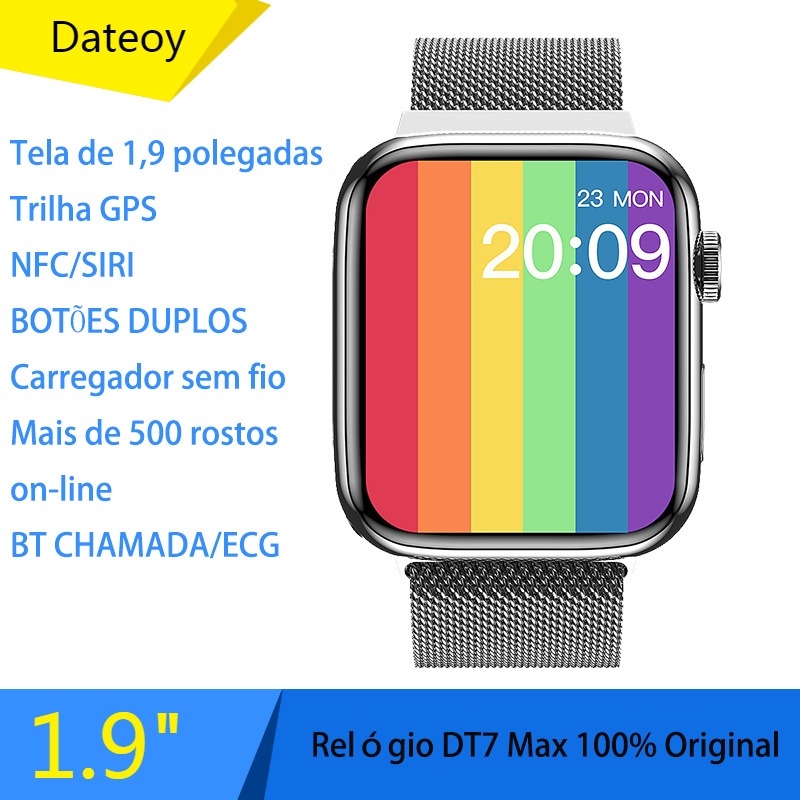 Dateoy
Tela de 1,9 polegadas
Trilha GPS
NFC/SIRI
BOTÕES DUPLOS
Carregador sem fio
Mais de 500 rostos
on-line
BT CHAMADA/ECG
23 MON
20:09
1.9"
Rel ó gio DT7 Max 100% Original